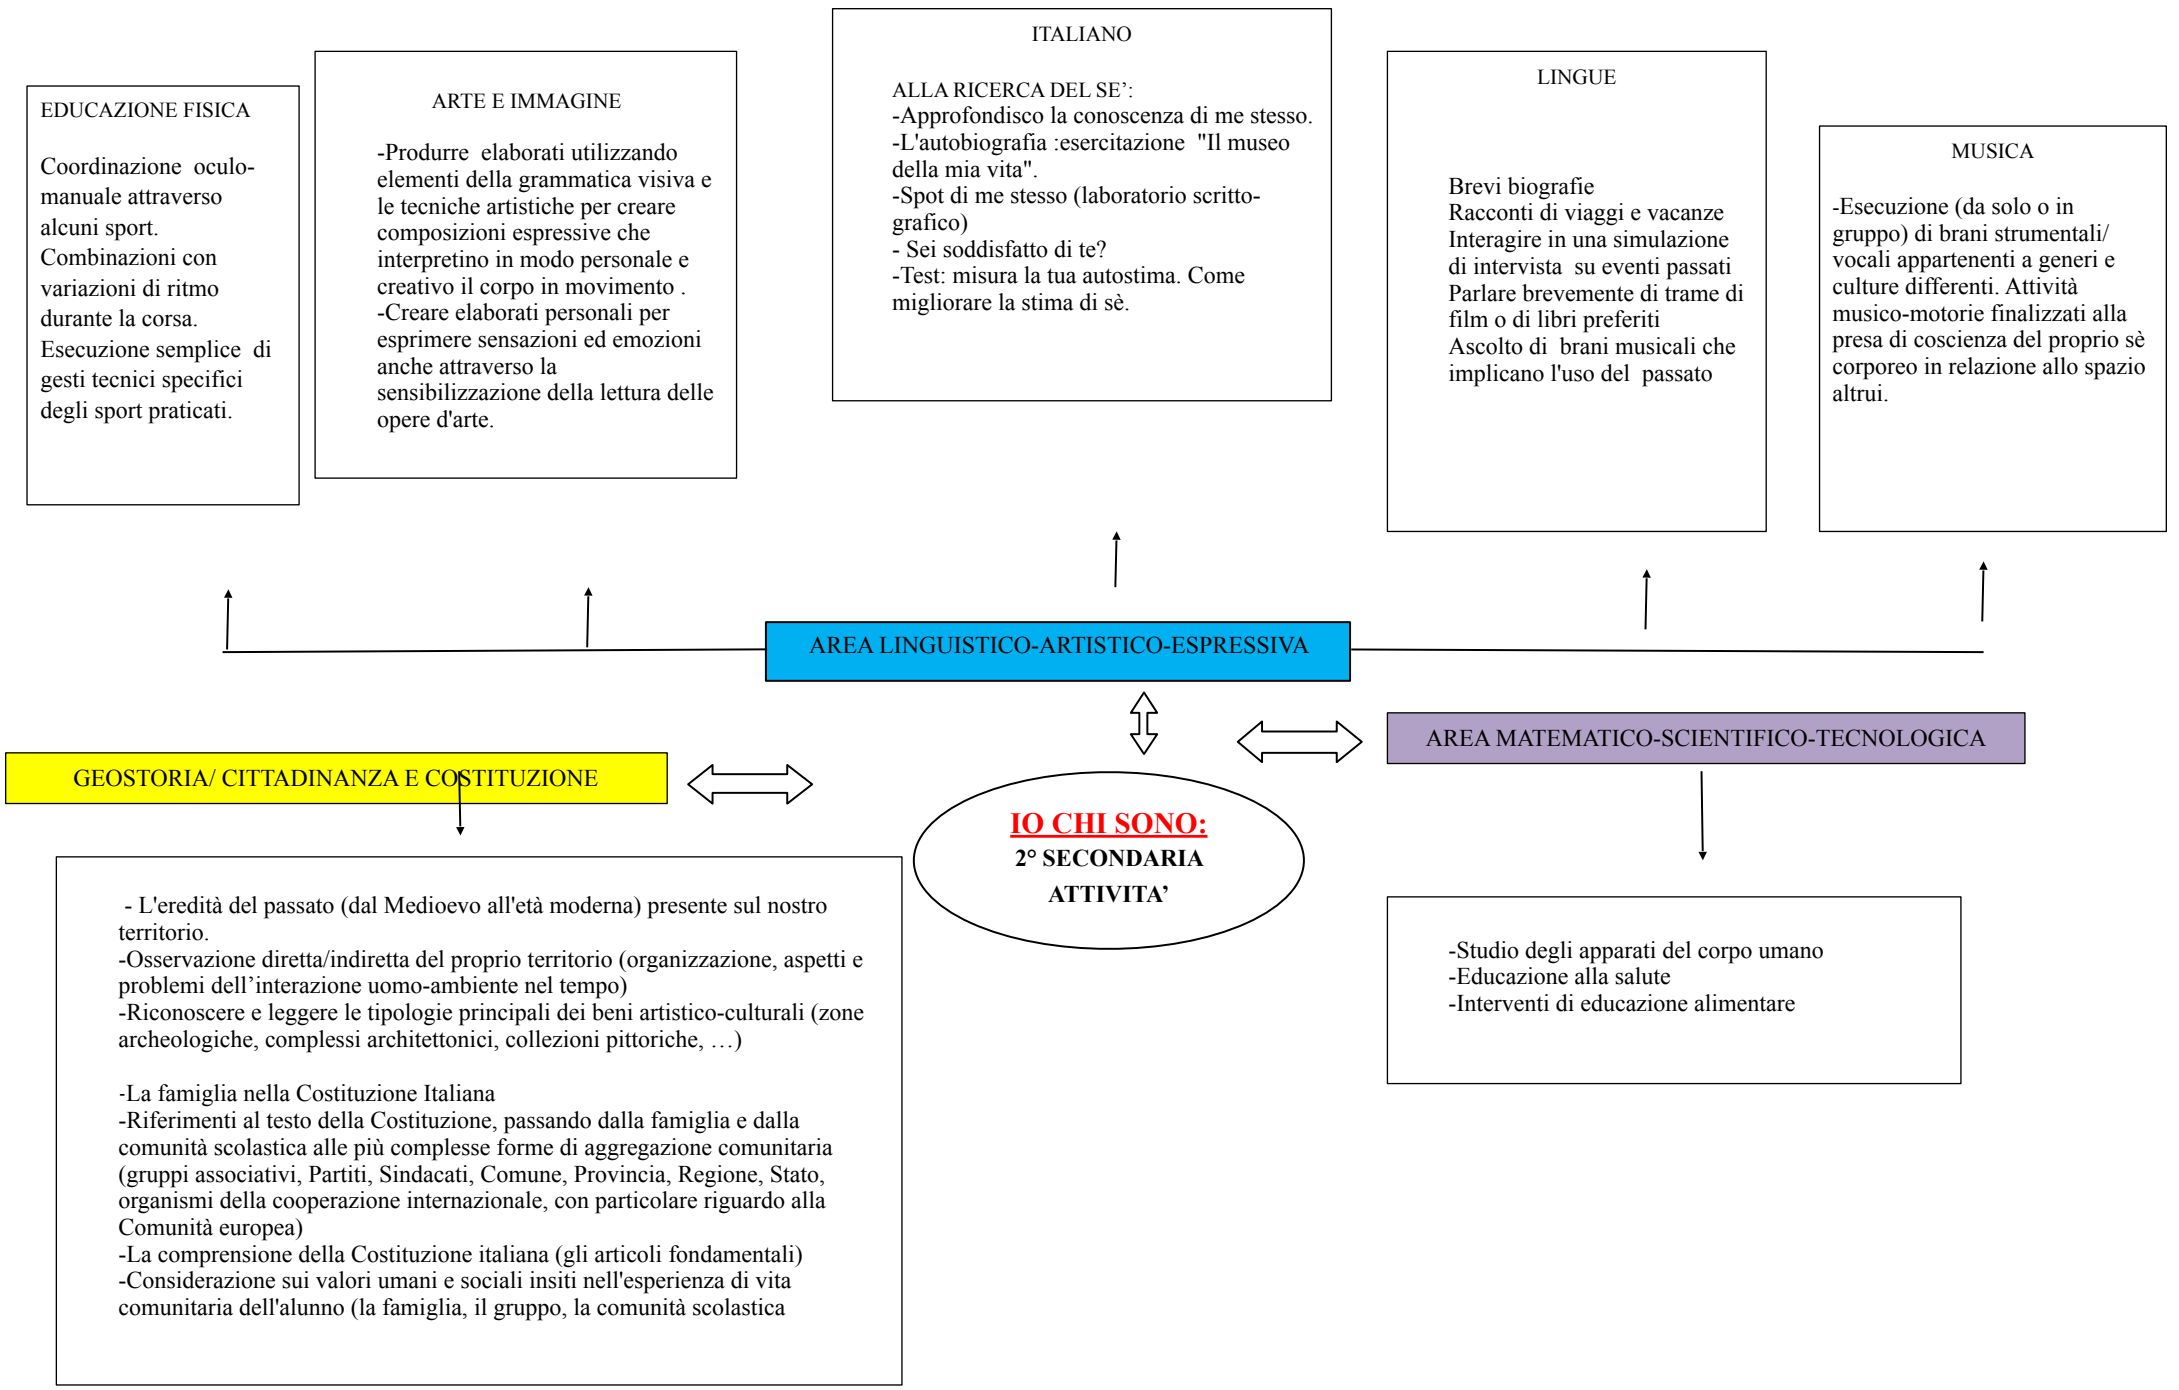 EDUCAZIONE FISICA
Coordinazione  oculo-
manuale attraverso
alcuni sport.
Combinazioni con
variazioni di ritmo
durante la corsa.
Esecuzione semplice  di
gesti tecnici specifici
degli sport praticati.
ARTE E IMMAGINE
-Produrre  elaborati utilizzando
elementi della grammatica visiva e
le tecniche artistiche per creare
composizioni espressive che
interpretino in modo personale e
creativo il corpo in movimento .
-Creare elaborati personali per
esprimere sensazioni ed emozioni
anche attraverso la
sensibilizzazione della lettura delle
opere d'arte.
ITALIANO
ALLA RICERCA DEL SE’:
-Approfondisco la conoscenza di me stesso.
-L'autobiografia :esercitazione  "Il museo
della mia vita".
-Spot di me stesso (laboratorio scritto-
grafico)
- Sei soddisfatto di te?
-Test: misura la tua autostima. Come
migliorare la stima di sè.
LINGUE
Brevi biografie
Racconti di viaggi e vacanze
Interagire in una simulazione
di intervista  su eventi passati
Parlare brevemente di trame di
film o di libri preferiti
Ascolto di  brani musicali che
implicano l'uso del  passato
MUSICA
-Esecuzione (da solo o in
gruppo) di brani strumentali/
vocali appartenenti a generi e
culture differenti. Attività
musico-motorie finalizzati alla
presa di coscienza del proprio sè
corporeo in relazione allo spazio
altrui.
AREA LINGUISTICO-ARTISTICO-ESPRESSIVA
AREA MATEMATICO-SCIENTIFICO-TECNOLOGICA
GEOSTORIA/ CITTADINANZA E COSTITUZIONE
IO CHI SONO:
2° SECONDARIA
ATTIVITA’
- L'eredità del passato (dal Medioevo all'età moderna) presente sul nostro
territorio.
-Osservazione diretta/indiretta del proprio territorio (organizzazione, aspetti e
problemi dell’interazione uomo-ambiente nel tempo)
-Riconoscere e leggere le tipologie principali dei beni artistico-culturali (zone
archeologiche, complessi architettonici, collezioni pittoriche, …)
-La famiglia nella Costituzione Italiana
-Riferimenti al testo della Costituzione, passando dalla famiglia e dalla
comunità scolastica alle più complesse forme di aggregazione comunitaria
(gruppi associativi, Partiti, Sindacati, Comune, Provincia, Regione, Stato,
organismi della cooperazione internazionale, con particolare riguardo alla
Comunità europea)
-La comprensione della Costituzione italiana (gli articoli fondamentali)
-Considerazione sui valori umani e sociali insiti nell'esperienza di vita
comunitaria dell'alunno (la famiglia, il gruppo, la comunità scolastica
-Studio degli apparati del corpo umano
-Educazione alla salute
-Interventi di educazione alimentare